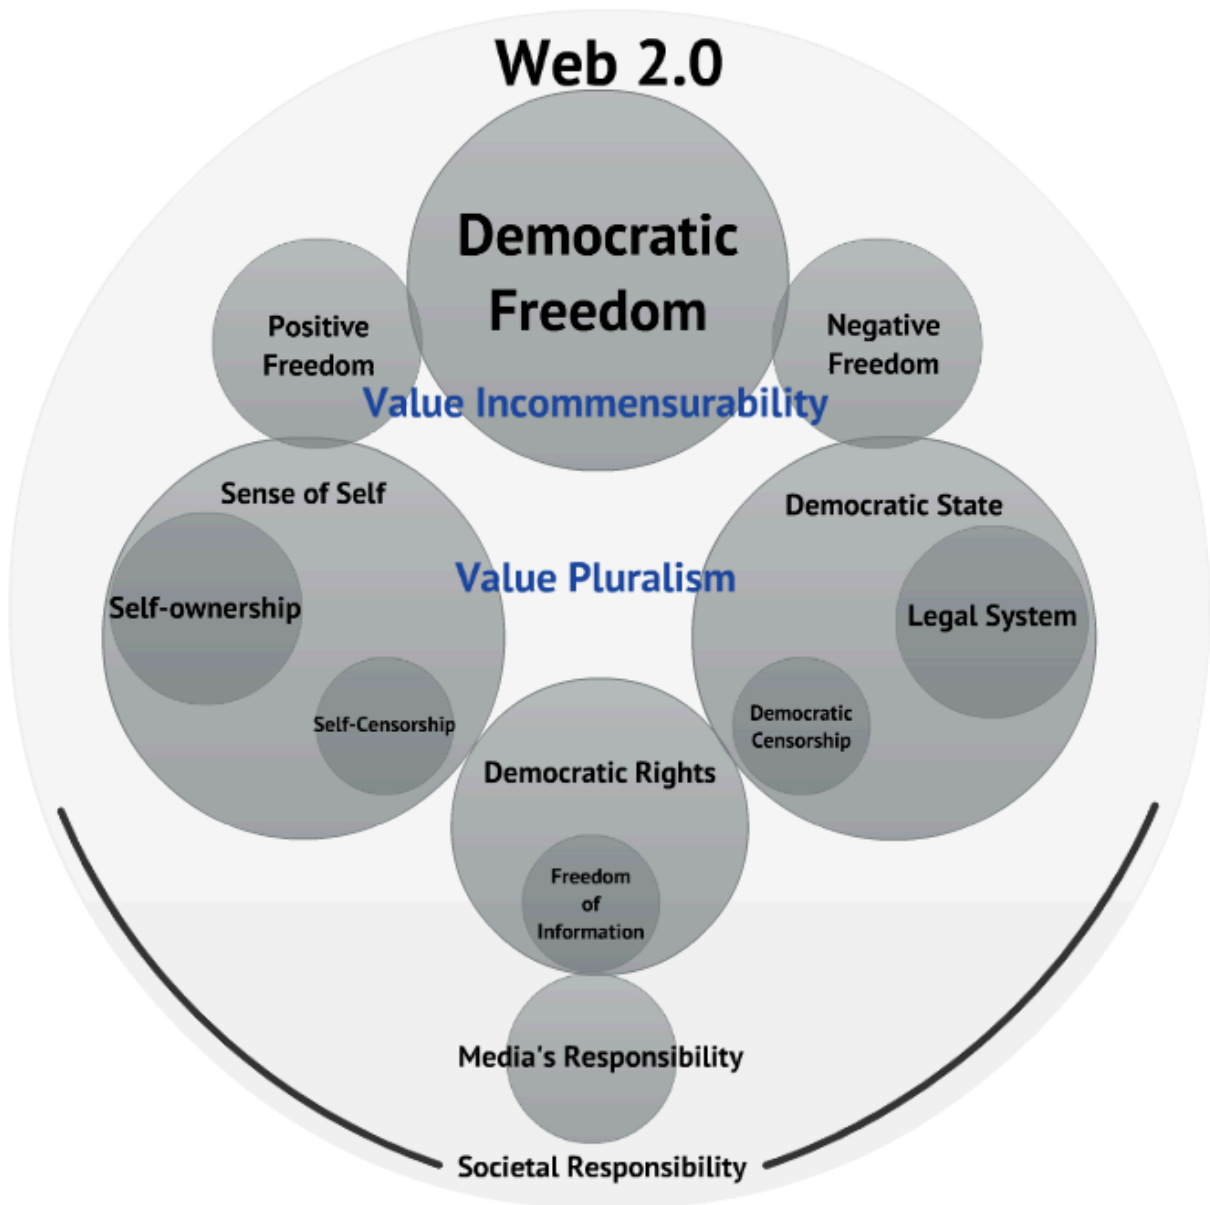 Web 2.0
Democratic
Freedom
Positive
Freedom
Negative
Freedom
Value Incommensurability
Sense of Self
Democratic State
Value Pluralism
Self-ownership
Legal System
Self-Censorship
Democratic
Censorship
Democratic Rights
Freedom
of
Information
Media's Responsibility
Societal Responsibility